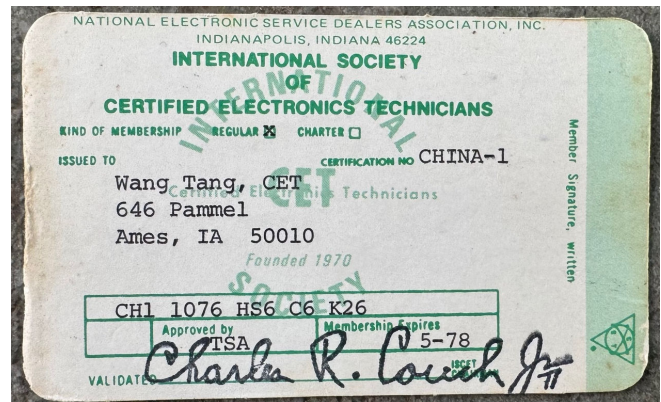 NATIONAL ELECTRONIC SERVICE DEALERS ASSOCIATION, INC.
INDIANAPOLIS, INDIANA 46224
INTERNATIONAL SOCIETY
OF
CERTIFIED ELECTRONICS TECHNICIANS
INTERNATIONAL
KIND OF MEMBERSHIP REGULAR ☒ CHARTER ☐
ISSUED TO CERTIFICATION NO CHINA-1
Wang Tang, CET
CET
Certified Electronics Technicians
646 Pammel
Ames, IA 50010
Founded 1970
SOCIETY
CH1 1076 HS6 C6 K26
Approved by TSA Membership Expires 5-78
VALIDATED Charles R. Couch Jr
ISCET
Member Signature, written